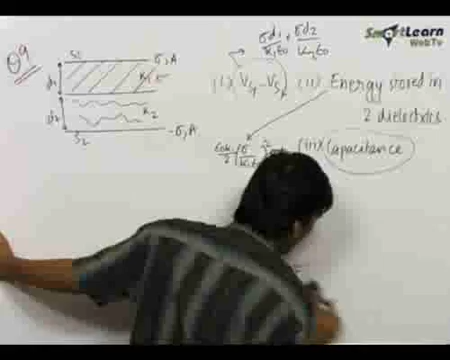 Q9
S1
σ, A
d1
K1
d2
K2
S2
-σ, A
σd1/K1ε0 + σd2/K2ε0
(i) VS1 - VS2 (ii) Energy stored in
2 dielectrics
(iii) Capacitance
SmartLearn
WebTv